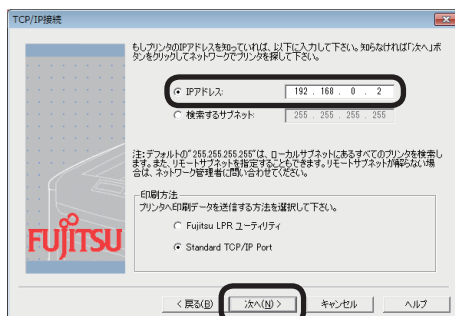 TCP/IP接続
もしプリンタのIPアドレスを知っていれば、以下に入力して下さい。知らなければ「次へ」ボ
タンをクリックしてネットワークでプリンタを探して下さい。
IPアドレス: 192 . 168 . 0 . 2
検索するサブネット: 255 . 255 . 255 . 255
注:デフォルトの"255.255.255.255"は、ローカルサブネットにあるすべてのプリンタを検索し
ます。また、リモートサブネットを指定することもできます。リモートサブネットが解らない場
合は、ネットワーク管理者に問い合わせてください。
印刷方法
プリンタへ印刷データを送信する方法を選択して下さい。
Fujitsu LPR ユーティリティ
Standard TCP/IP Port
FUJITSU
< 戻る(B) 次へ(N) > キャンセル ヘルプ